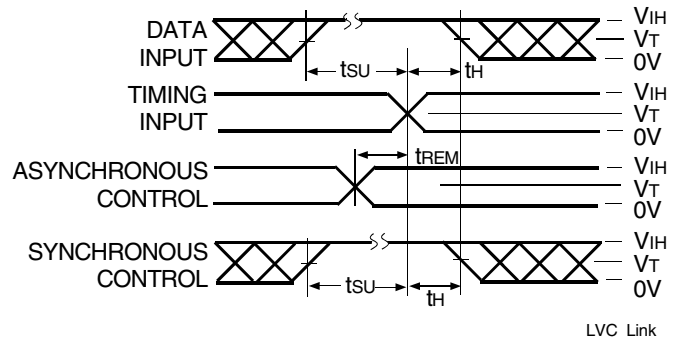 DATA
INPUT
tSU
tH
VIH
VT
0V
TIMING
INPUT
VIH
VT
0V
tREM
ASYNCHRONOUS
CONTROL
VIH
VT
0V
SYNCHRONOUS
CONTROL
tSU
tH
VIH
VT
0V
LVC Link